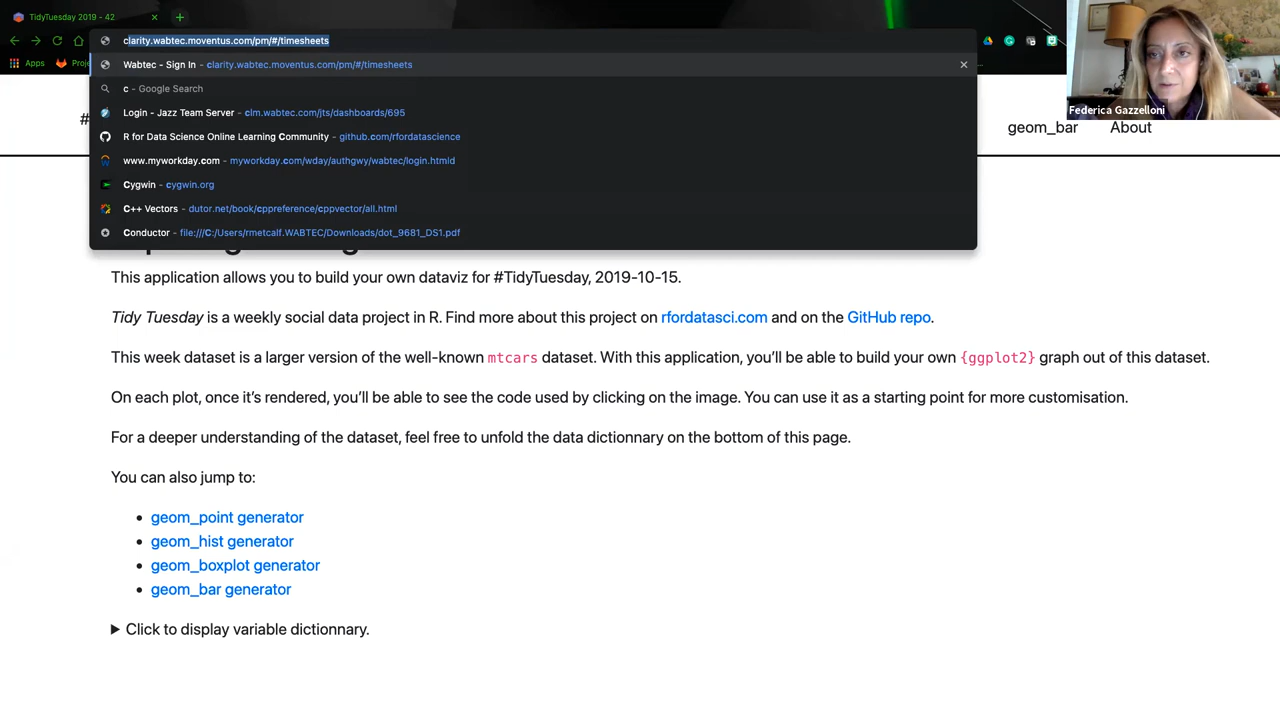 TidyTuesday 2019 - 42
clarity.wabtec.moventus.com/pm/#/timesheets
Apps
Wabtec - Sign In - clarity.wabtec.moventus.com/pm/#/timesheets
c - Google Search
Login - Jazz Team Server - clm.wabtec.com/jts/dashboards/695
R for Data Science Online Learning Community - github.com/rfordatascience
www.myworkday.com - myworkday.com/wday/authgwy/wabtec/login.htmld
Cygwin - cygwin.org
C++ Vectors - dutor.net/book/cppreference/cppvector/all.html
Conductor - file:///C:/Users/rmetcalf.WABTEC/Downloads/dot_9681_DS1.pdf
Federica Gazzelloni
geom_bar About
This application allows you to build your own dataviz for #TidyTuesday, 2019-10-15.
Tidy Tuesday is a weekly social data project in R. Find more about this project on rfordatasci.com and on the GitHub repo.
This week dataset is a larger version of the well-known mtcars dataset. With this application, you'll be able to build your own {ggplot2} graph out of this dataset.
On each plot, once it's rendered, you'll be able to see the code used by clicking on the image. You can use it as a starting point for more customisation.
For a deeper understanding of the dataset, feel free to unfold the data dictionnary on the bottom of this page.
You can also jump to:
• geom_point generator
• geom_hist generator
• geom_boxplot generator
• geom_bar generator
▶ Click to display variable dictionnary.